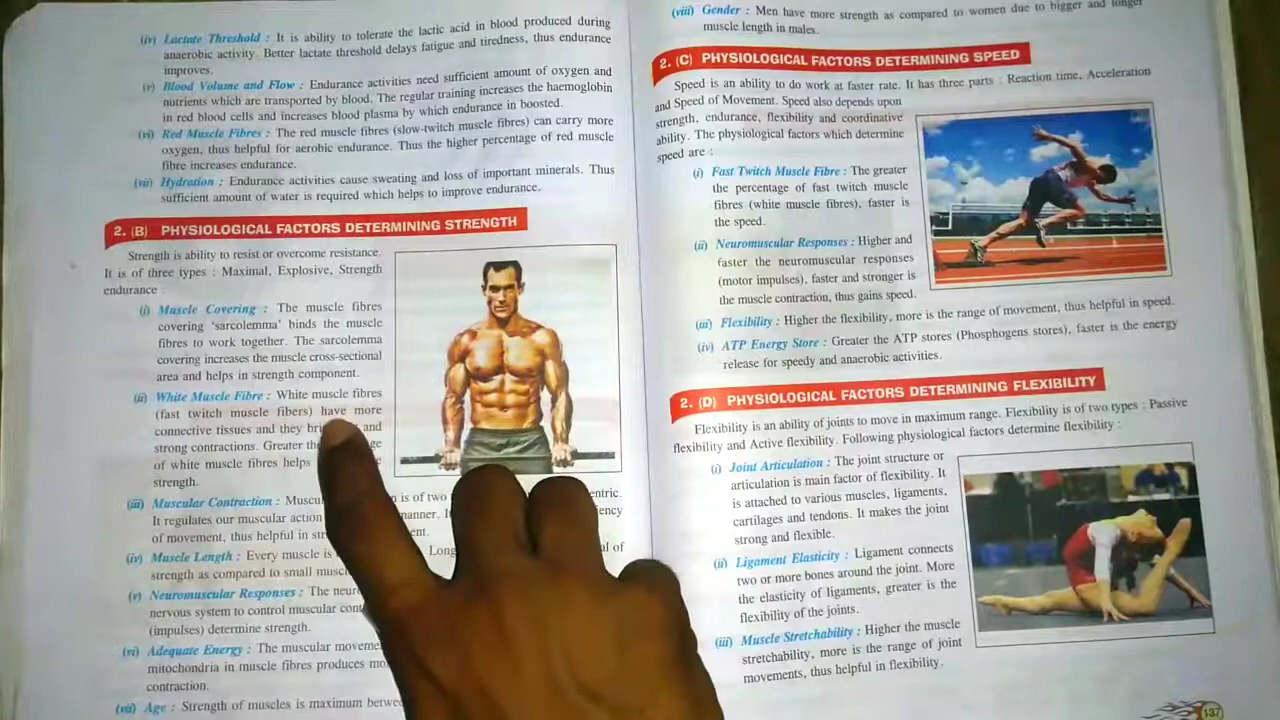 (iv) Lactate Threshold : It is ability to tolerate the lactic acid in blood produced during
anaerobic activity. Better lactate threshold delays fatigue and tiredness, thus endurance
improves.
(v) Blood Volume and Flow : Endurance activities need sufficient amount of oxygen and
nutrients which are transported by blood. The regular training increases the haemoglobin
in red blood cells and increases blood plasma by which endurance in boosted.
(vi) Red Muscle Fibres : The red muscle fibres (slow-twitch muscle fibres) can carry more
oxygen, thus helpful for aerobic endurance. Thus the higher percentage of red muscle
fibre increases endurance.
(vii) Hydration : Endurance activities cause sweating and loss of important minerals. Thus
sufficient amount of water is required which helps to improve endurance.
2. (B) PHYSIOLOGICAL FACTORS DETERMINING STRENGTH
Strength is ability to resist or overcome resistance.
It is of three types : Maximal, Explosive, Strength
endurance :
(i) Muscle Covering : The muscle fibres
covering 'sarcolemma' binds the muscle
fibres to work together. The sarcolemma
covering increases the muscle cross-sectional
area and helps in strength component.
(ii) White Muscle Fibre : White muscle fibres
(fast twitch muscle fibers) have more
connective tissues and they and
strong contractions. Greater
of white muscle fibres helps
strength.
(iii) Muscular Contraction : is of two
It regulates our muscular action manner.
of movement, thus helpful in
(iv) Muscle Length : Every muscle is of
strength as compared to small
(v) Neuromuscular Responses : The
nervous system to control muscular
(impulses) determine strength.
(vi) Adequate Energy : The muscular
mitochondria in muscle fibres produces
contraction.
(vii) Age : Strength of muscles is maximum
(viii) Gender : Men have more strength as compared to women due to bigger and longer
muscle length in males.
2. (C) PHYSIOLOGICAL FACTORS DETERMINING SPEED
Speed is an ability to do work at faster rate. It has three parts : Reaction time, Acceleration
and Speed of Movement. Speed also depends upon
strength, endurance, flexibility and coordinative
ability. The physiological factors which determine
speed are :
(i) Fast Twitch Muscle Fibre : The greater
the percentage of fast twitch muscle
fibres (white muscle fibres), faster is
the speed.
(ii) Neuromuscular Responses : Higher and
faster the neuromuscular responses
(motor impulses), faster and stronger is
the muscle contraction, thus gains speed.
(iii) Flexibility : Higher the flexibility, more is the range of movement, thus helpful in speed.
(iv) ATP Energy Store : Greater the ATP stores (Phosphogens stores), faster is the energy
release for speedy and anaerobic activities.
2. (D) PHYSIOLOGICAL FACTORS DETERMINING FLEXIBILITY
Flexibility is an ability of joints to move in maximum range. Flexibility is of two types : Passive
flexibility and Active flexibility. Following physiological factors determine flexibility :
(i) Joint Articulation : The joint structure or
articulation is main factor of flexibility. It
is attached to various muscles, ligaments,
cartilages and tendons. It makes the joint
strong and flexible.
(ii) Ligament Elasticity : Ligament connects
two or more bones around the joint. More
the elasticity of ligaments, greater is the
flexibility of the joints.
(iii) Muscle Stretchability : Higher the muscle
stretchability, more is the range of joint
movements, thus helpful in flexibility.
137